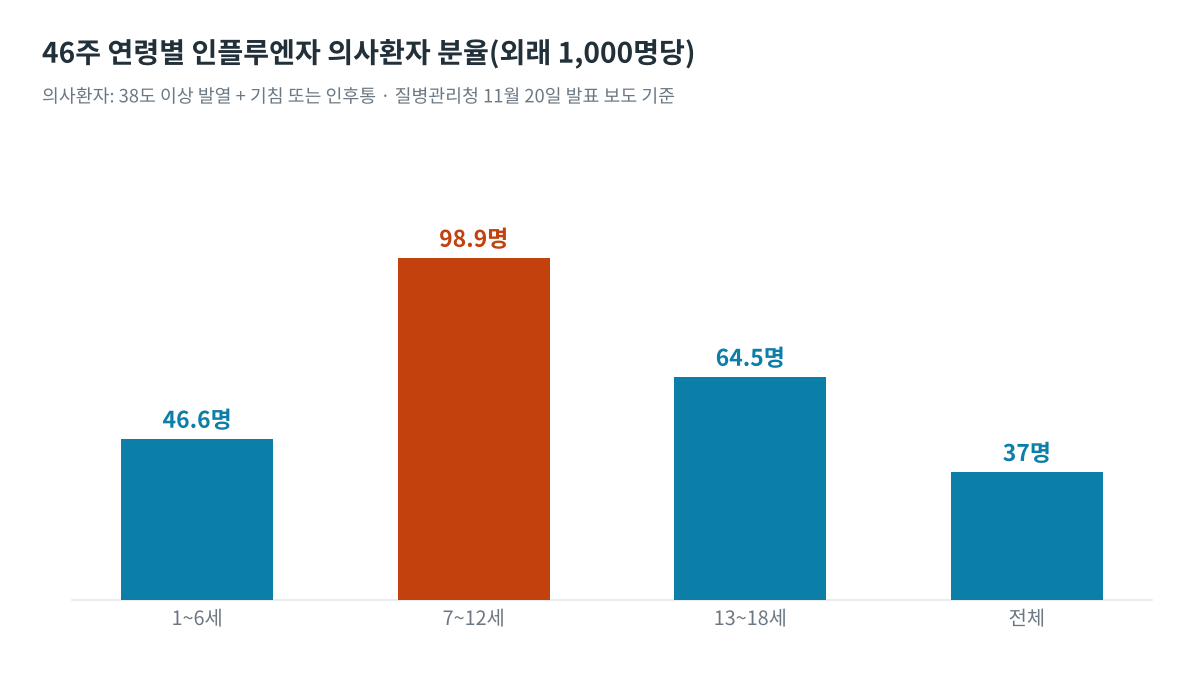 46주 연령별 인플루엔자 의사환자 분율(외래 1,000명당)
의사환자: 38도 이상 발열 + 기침 또는 인후통 · 질병관리청 11월 20일 발표 보도 기준
46.6명
98.9명
64.5명
37명
1~6세
7~12세
13~18세
전체